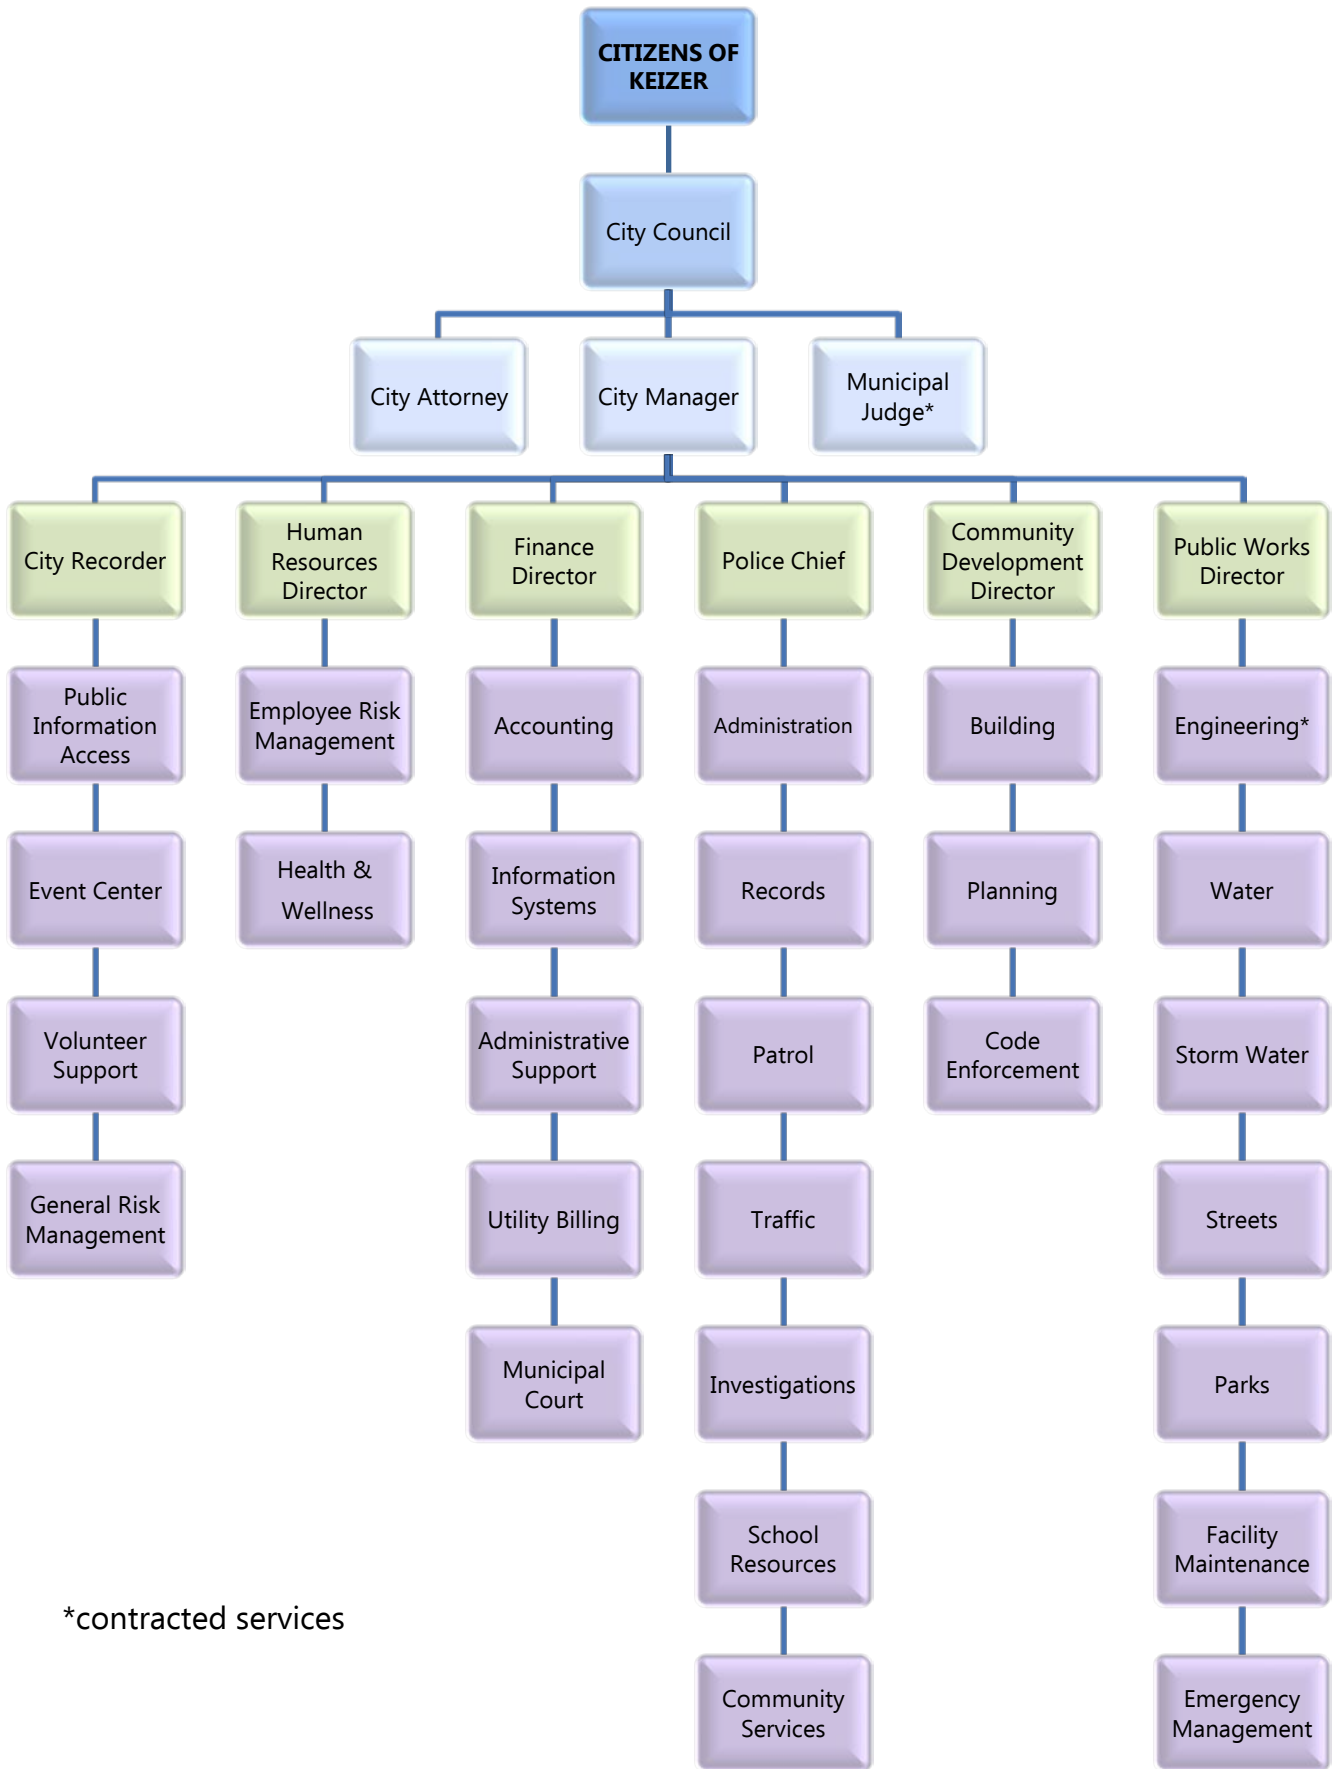 CITIZENS OF
KEIZER
City Council
City Attorney
City Manager
Municipal
Judge*
City Recorder
Human
Resources
Director
Finance
Director
Police Chief
Community
Development
Director
Public Works
Director
Public
Information
Access
Employee Risk
Management
Accounting
Administration
Building
Engineering*
Event Center
Health &
Wellness
Information
Systems
Records
Planning
Water
Volunteer
Support
Administrative
Support
Patrol
Code
Enforcement
Storm Water
General Risk
Management
Utility Billing
Traffic
Streets
Municipal
Court
Investigations
Parks
School
Resources
Facility
Maintenance
*contracted services
Community
Services
Emergency
Management